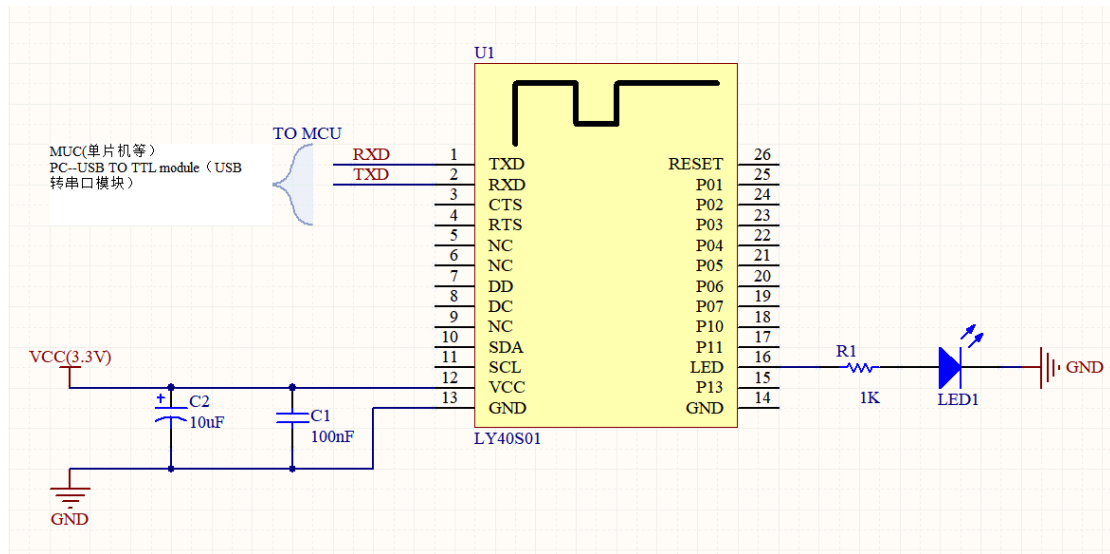 U1
TO MCU
MUC(单片机等）
PC--USB TO TTL module（USB
转串口模块）
RXD
TXD
1 TXD
2 RXD
3 CTS
4 RTS
5 NC
6 NC
7 DD
8 DC
9 NC
10 SDA
11 SCL
12 VCC
13 GND
RESET 26
P01 25
P02 24
P03 23
P04 22
P05 21
P06 20
P07 19
P10 18
P11 17
LED 16
P13 15
GND 14
LY40S01
VCC(3.3V)
+
C2
10uF
C1
100nF
GND
R1
1K
LED1
GND